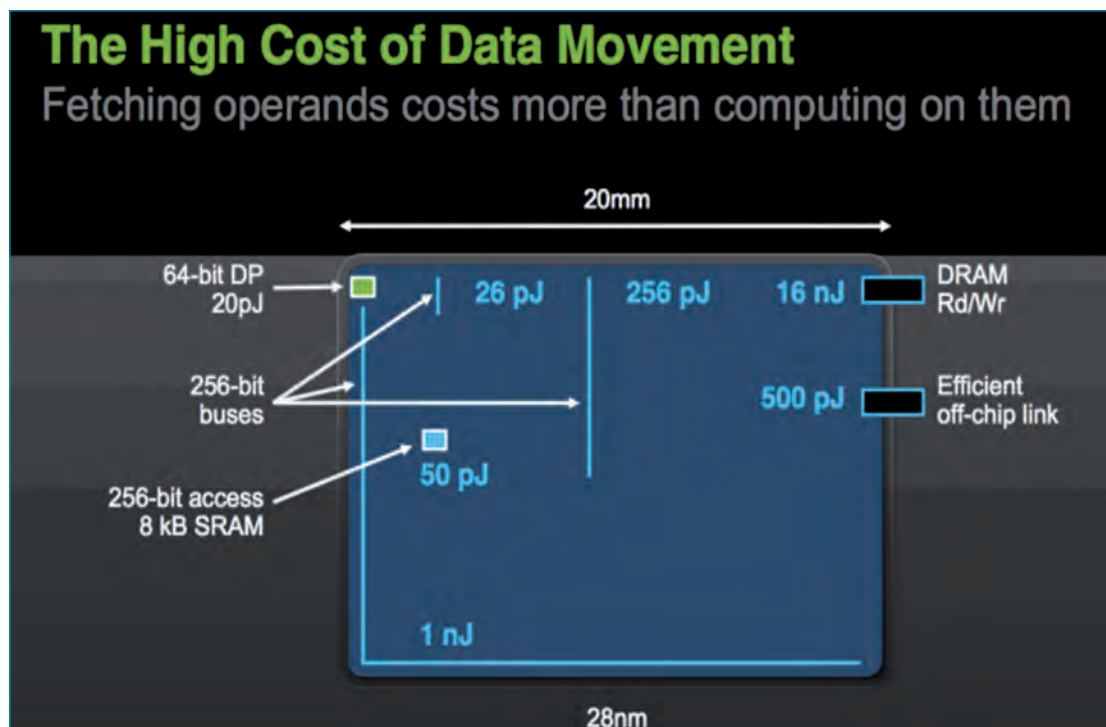 The High Cost of Data Movement
Fetching operands costs more than computing on them
20mm
64-bit DP
20pJ
26 pJ
256 pJ
16 nJ
DRAM
Rd/Wr
256-bit
buses
500 pJ
Efficient
off-chip link
50 pJ
256-bit access
8 kB SRAM
1 nJ
28nm